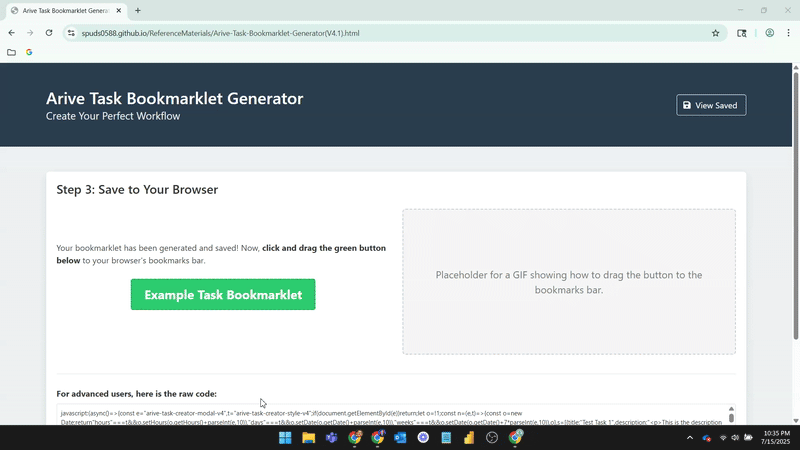 Arive Task Bookmarklet Generator
spuds0588.github.io/ReferenceMaterials/Arive-Task-Bookmarklet-Generator(V4.1).html
Arive Task Bookmarklet Generator
Create Your Perfect Workflow
View Saved
Step 3: Save to Your Browser
Your bookmarklet has been generated and saved! Now, click and drag the green button
below to your browser's bookmarks bar.
Example Task Bookmarklet
Placeholder for a GIF showing how to drag the button to the
bookmarks bar.
For advanced users, here is the raw code:
javascript:(async()=>{const e="arive-task-creator-modal-v4",t="arive-task-creator-style-v4";if(document.getElementById(e))return;let o=!1;const n=(e,t)=>{const o=new
Date;return"hours"===t&&o.setHours(o.getHours()+parseInt(e,10)),"days"===t&&o.setDate(o.getDate()+parseInt(e,10)),"weeks"===t&&o.setDate(o.getDate()+7*parseInt(e,10)),o},s=[{title:"Test Task 1",description:"<p>This is the description
10:35 PM
7/15/2025